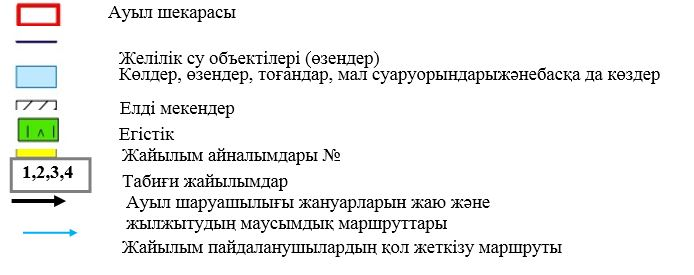 Ауыл шекарасы
Желілік су объектілері (өзендер)
Көлдер, өзендер, тоғандар, мал суаруорындарыжәнебасқа да көздер
Елді мекендер
Егістік
Жайылым айналымдары №
1,2,3,4
Табиғи жайылымдар
Ауыл шаруашылығы жануарларын жаю және
жылжытудың маусымдық маршруттары
Жайылым пайдаланушылардың қол жеткізу маршруты